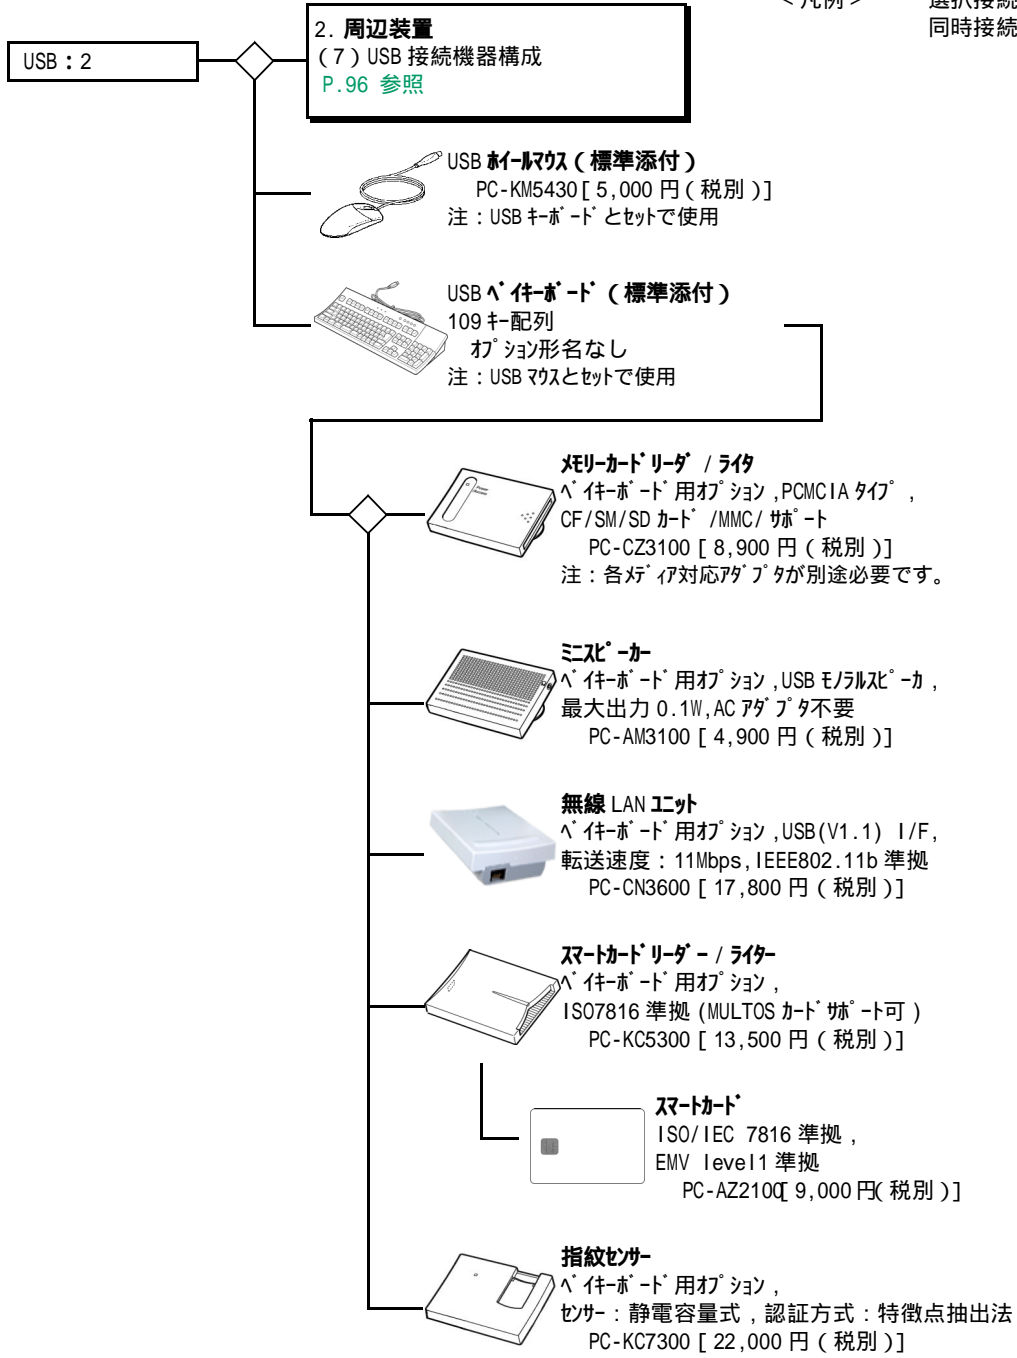 ＜凡例＞
選択接続
同時接続
2. 周辺装置
(7) USB 接続機器構成
P.96 参照
USB：2
USB ﾎｲｰﾙﾏｳｽ (標準添付)
PC-KM5430 [ 5,000 円 (税別)]
注：USB ｷｰﾎﾞｰﾄﾞとｾｯﾄで使用
USB ﾍﾞｲｷｰﾎﾞｰﾄﾞ (標準添付)
109 ｷｰ配列
ｵﾌﾟｼｮﾝ形名なし
注：USB ﾏｳｽとｾｯﾄで使用
ﾒﾓﾘｰｶｰﾄﾞﾘｰﾀﾞ / ﾗｲﾀ
ﾍﾞｲｷｰﾎﾞｰﾄﾞ用ｵﾌﾟｼｮﾝ ,PCMCIA ﾀｲﾌﾟ ,
CF/SM/SD ｶｰﾄﾞ /MMC/ ｻﾎﾟｰﾄ
PC-CZ3100 [ 8,900 円 (税別)]
注：各ﾒﾃﾞｨｱ対応ｱﾀﾞﾌﾟﾀが別途必要です。
ﾐﾆｽﾋﾟｰｶｰ
ﾍﾞｲｷｰﾎﾞｰﾄﾞ用ｵﾌﾟｼｮﾝ ,USB ﾓﾉﾗﾙｽﾋﾟｰｶ ,
最大出力 0.1W,AC ｱﾀﾞﾌﾟﾀ不要
PC-AM3100 [ 4,900 円 (税別)]
無線 LAN ﾕﾆｯﾄ
ﾍﾞｲｷｰﾎﾞｰﾄﾞ用ｵﾌﾟｼｮﾝ ,USB(V1.1) I/F,
転送速度：11Mbps,IEEE802.11b 準拠
PC-CN3600 [ 17,800 円 (税別)]
ｽﾏｰﾄｶｰﾄﾞﾘｰﾀﾞｰ / ﾗｲﾀｰ
ﾍﾞｲｷｰﾎﾞｰﾄﾞ用ｵﾌﾟｼｮﾝ ,
ISO7816 準拠 (MULTOS ｶｰﾄﾞｻﾎﾟｰﾄ可)
PC-KC5300 [ 13,500 円 (税別)]
ｽﾏｰﾄｶｰﾄﾞ
ISO/IEC 7816 準拠 ,
EMV level1 準拠
PC-AZ2100[ 9,000 円 (税別)]
指紋ｾﾝｻｰ
ﾍﾞｲｷｰﾎﾞｰﾄﾞ用ｵﾌﾟｼｮﾝ ,
ｾﾝｻｰ：静電容量式 , 認証方式：特徴点抽出法
PC-KC7300 [ 22,000 円 (税別)]